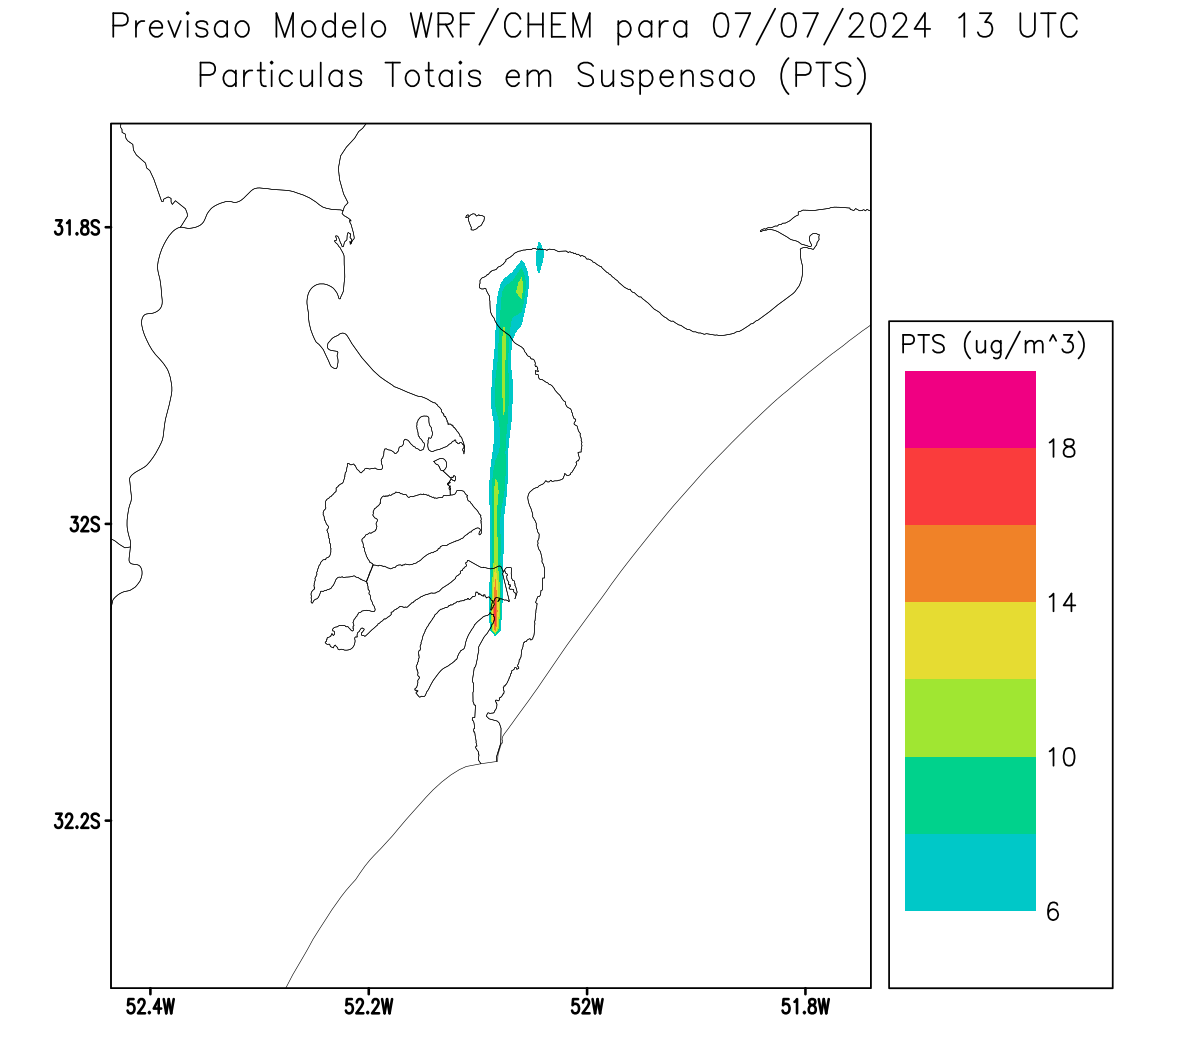 Previsao Modelo WRF/CHEM para 07/07/2024 13 UTC
Particulas Totais em Suspensao (PTS)
31.8S
32S
32.2S
52.4W
52.2W
52W
51.8W
PTS (ug/m^3)
18
14
10
6